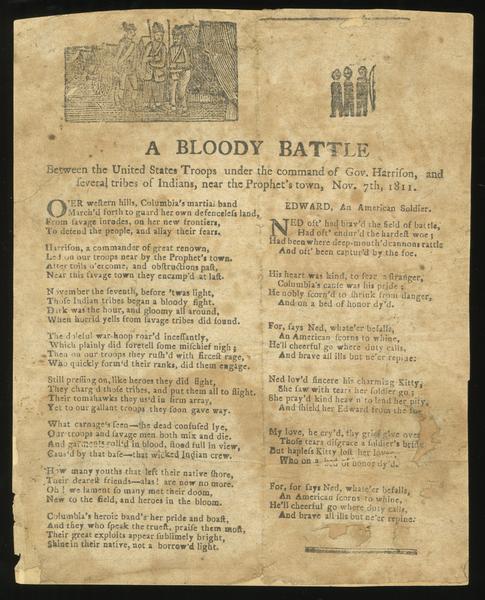 A BLOODY BATTLE
Between the United States Troops under the command of Gov. Harrison, and
several tribes of Indians, near the Prophet's town, Nov. 7th, 1811.
O'ER western hills, Columbia's martial band
March'd forth to guard her own defenceless land,
From savage inrodes, on her new frontiers,
To defend the people, and allay their fears.
Harrison, a commander of great renown,
Led on our troops near by the Prophet's town.
After toils o'ercome, and obstructions past,
Near this savage town they encamp'd at last.
November the seventh, before 'twas light,
Those Indian tribes began a bloody fight.
Dark was the hour, and gloomy all around,
When horrid yells from savage tribes did sound.
The doleful war-hoop roar'd incessantly,
Which plainly did foretell some mischief nigh;
Then on our troops they rush'd with fircest rage,
Who quickly form'd their ranks, did them engage.
Still pressing on, like heroes they did fight,
They charg'd those tribes, and put them all to flight.
Their tomahawks they us'd in firm array,
Yet to our gallant troops they soon gave way.
What carnage's seen—the dead confused lye,
Our troops and savage men both mix and die,
And garments roll'd in blood, stood full in view,
Caus'd by that base—that wicked Indian crew.
How many youths that left their native shore,
Their dearest friends—alas! are now no more.
Oh! we lament so many met their doom,
New to the field, and heroes in the bloom.
Columbia's heroic band's her pride and boast,
And they who speak the truest, praise them most,
Their great exploits appear sublimely bright,
Shine in their native, not a borrow'd light.
EDWARD, An American Soldier.
NED oft' had brav'd the field of battle,
Had oft' endur'd the hardest woe;
Had been where deep-mouth'd cannons rattle
And oft' been captur'd by the foe.
His heart was kind, to fear a stranger,
Columbia's cause was his pride;
He nobly scorn'd to shrink from danger,
And on a bed of honor dy'd.
For, says Ned, whate'er befalls,
An American scorns to whine,
He'll cheerful go where duty calls,
And brave all ills but ne'er repine.
Ned lov'd sincere his charming Kitty,
She saw with tears her soldier go;
She pray'd kind heav'n to lend her pity,
And shield her Edward from the foe.
My love, he cry'd, thy grief give over
Those tears disgrace a soldier's bride
But hapless Kitty lost her lover
Who on a bed of honor dy'd.
For, for says Ned, whate'er befalls,
An American scorns to whine,
He'll cheerful go where duty calls,
And brave all ills but ne'er repine.